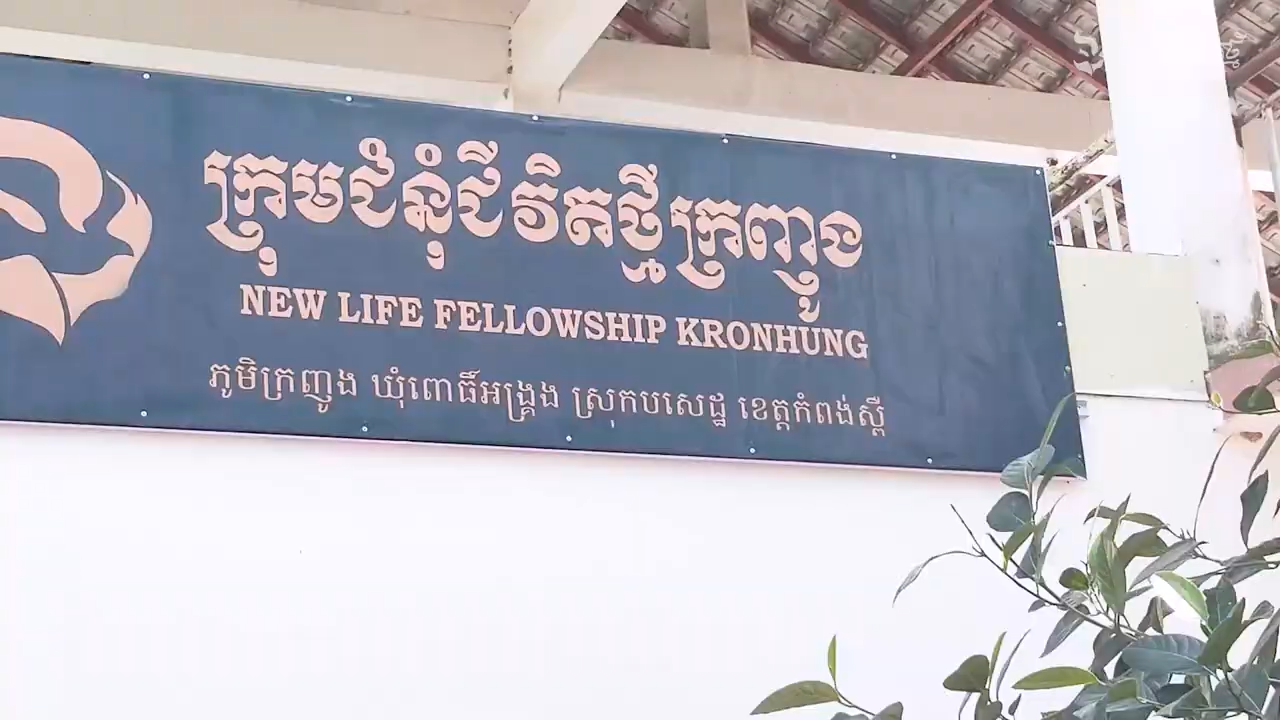 ក្រុមជំនុំជីវិតថ្មីក្រញូង
NEW LIFE FELLOWSHIP KRONHUNG
ភូមិក្រញូង ឃុំពោធិ៍អង្គ្រង ស្រុកបសេដ្ឋ ខេត្តកំពង់ស្ពឺ